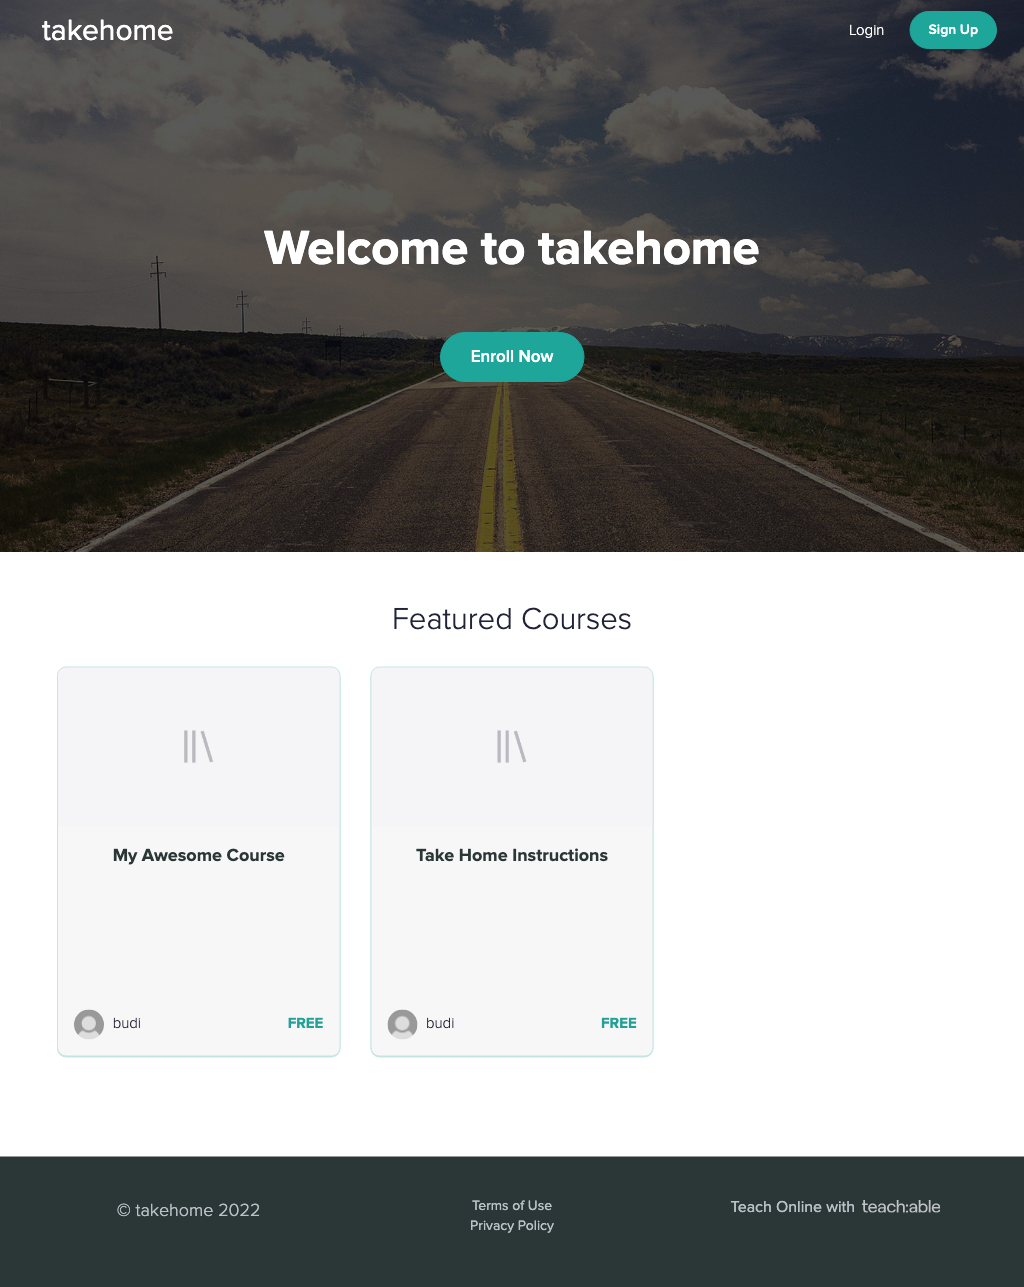 takehome
Login
Sign Up
Welcome to takehome
Enroll Now
Featured Courses
My Awesome Course
Take Home Instructions
budi
FREE
budi
FREE
© takehome 2022
Terms of Use
Privacy Policy
Teach Online with teach:able